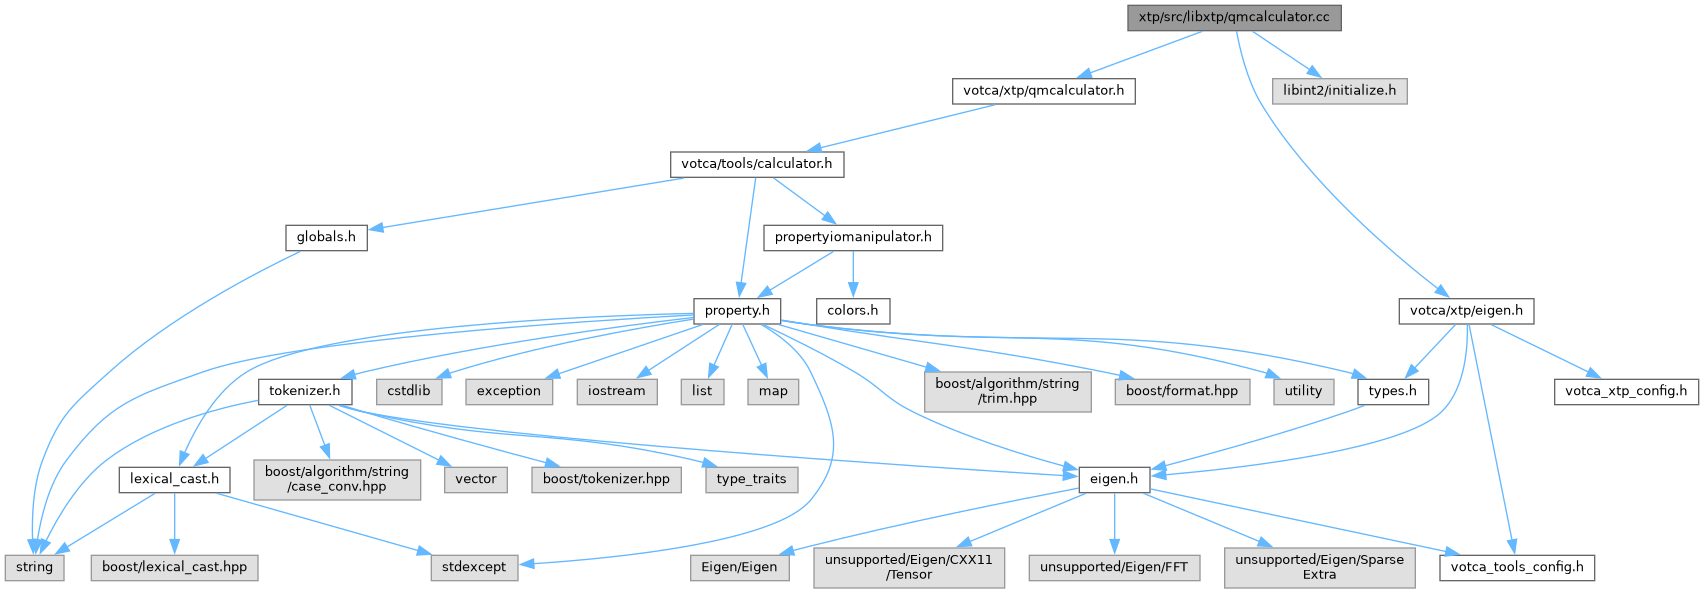 xtp/src/libxtp/qmcalculator.cc
votca/xtp/qmcalculator.h
libint2/initialize.h
votca/tools/calculator.h
globals.h
propertyiomanipulator.h
property.h
colors.h
votca/xtp/eigen.h
tokenizer.h
cstdlib
exception
iostream
list
map
boost/algorithm/string
/trim.hpp
boost/format.hpp
utility
types.h
votca_xtp_config.h
lexical_cast.h
boost/algorithm/string
/case_conv.hpp
vector
boost/tokenizer.hpp
type_traits
eigen.h
string
boost/lexical_cast.hpp
stdexcept
Eigen/Eigen
unsupported/Eigen/CXX11
/Tensor
unsupported/Eigen/FFT
unsupported/Eigen/Sparse
Extra
votca_tools_config.h